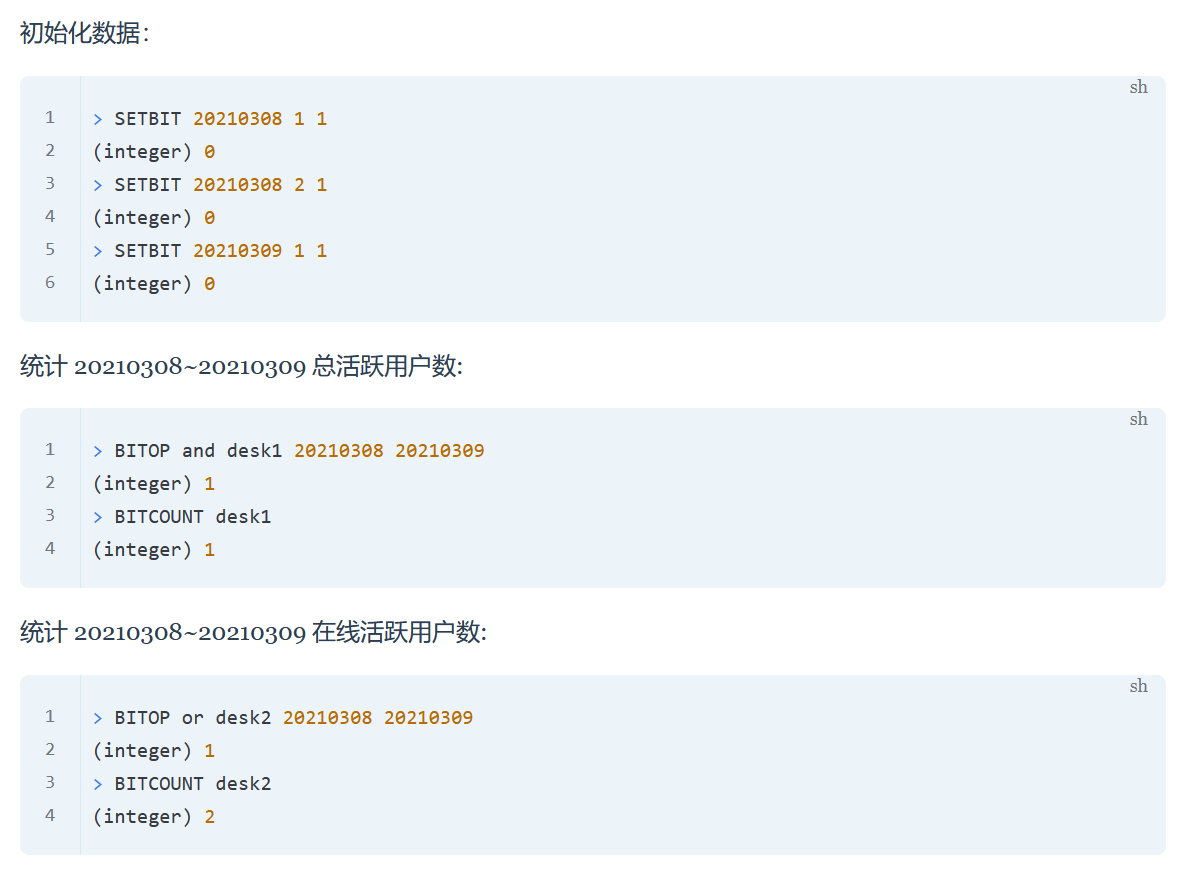 初始化数据：
sh
1 > SETBIT 20210308 1 1
2 (integer) 0
3 > SETBIT 20210308 2 1
4 (integer) 0
5 > SETBIT 20210309 1 1
6 (integer) 0
统计 20210308~20210309 总活跃用户数:
sh
1 > BITOP and desk1 20210308 20210309
2 (integer) 1
3 > BITCOUNT desk1
4 (integer) 1
统计 20210308~20210309 在线活跃用户数:
sh
1 > BITOP or desk2 20210308 20210309
2 (integer) 1
3 > BITCOUNT desk2
4 (integer) 2